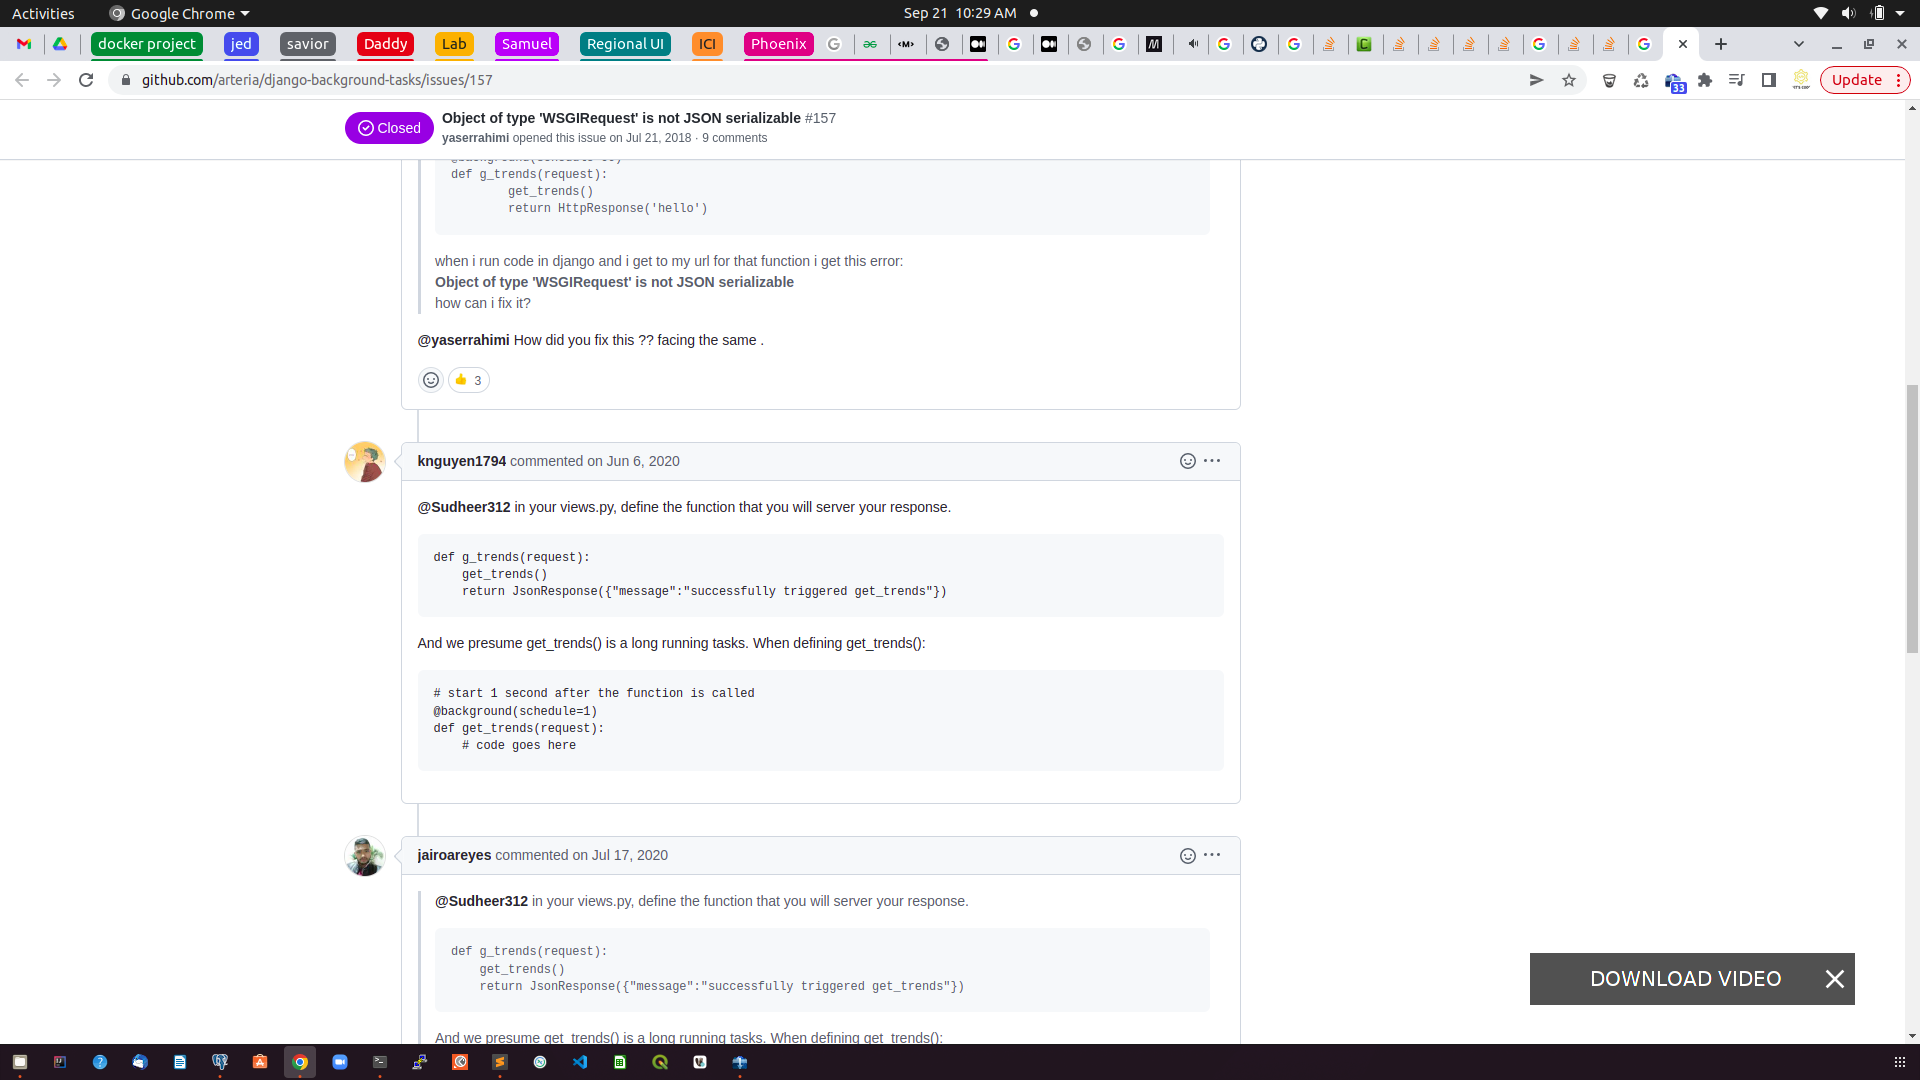 Activities
Google Chrome
Sep 21 10:29 AM
docker project
jed
savior
Daddy
Lab
Samuel
Regional UI
ICI
Phoenix
github.com/arteria/django-background-tasks/issues/157
33
Update
Closed
Object of type 'WSGIRequest' is not JSON serializable #157
yaserrahimi opened this issue on Jul 21, 2018 · 9 comments
def g_trends(request):
get_trends()
return HttpResponse('hello')
when i run code in django and i get to my url for that function i get this error:
Object of type 'WSGIRequest' is not JSON serializable
how can i fix it?
@yaserrahimi How did you fix this ?? facing the same .
3
knguyen1794 commented on Jun 6, 2020
@Sudheer312 in your views.py, define the function that you will server your response.
def g_trends(request):
get_trends()
return JsonResponse({"message":"successfully triggered get_trends"})
And we presume get_trends() is a long running tasks. When defining get_trends():
# start 1 second after the function is called
@background(schedule=1)
def get_trends(request):
# code goes here
jairoareyes commented on Jul 17, 2020
@Sudheer312 in your views.py, define the function that you will server your response.
def g_trends(request):
get_trends()
return JsonResponse({"message":"successfully triggered get_trends"})
And we presume get_trends() is a long running tasks. When defining get_trends():
DOWNLOAD VIDEO